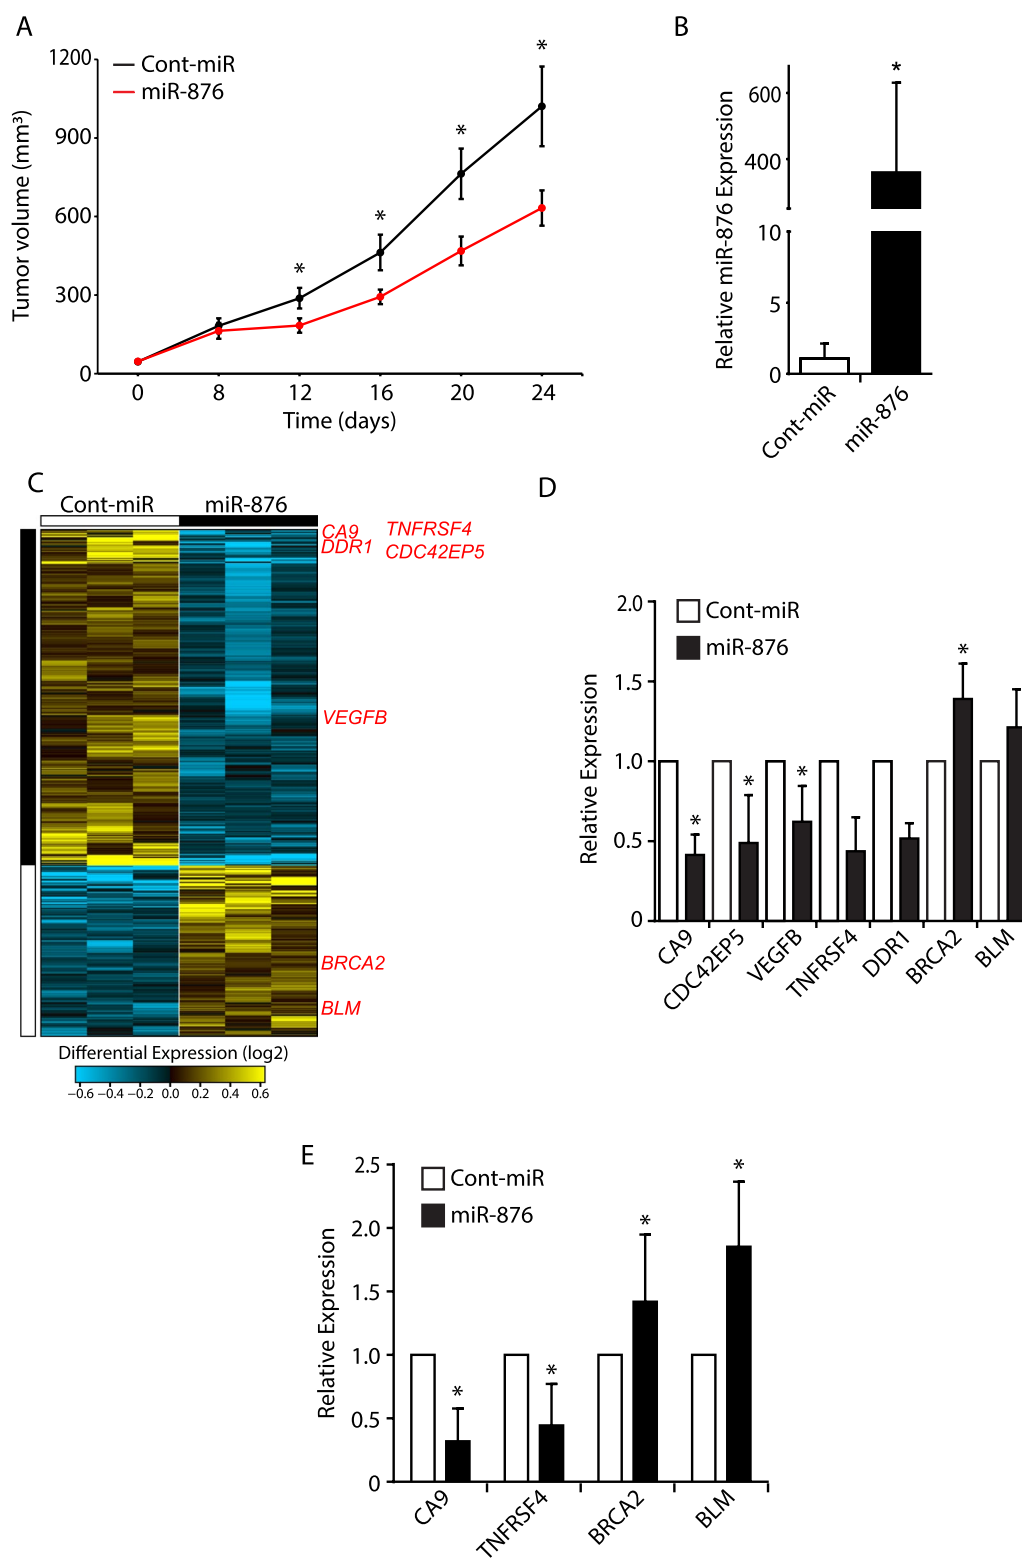 A
Tumor volume (mm³)
1200
900
600
300
0
Cont-miR
miR-876
*
*
*
*
0 8 12 16 20 24
Time (days)
B
Relative miR-876 Expression
600
400
10
5
0
*
Cont-miR
miR-876
C
Cont-miR miR-876
CA9 TNFRSF4
DDR1 CDC42EP5
VEGFB
BRCA2
BLM
Differential Expression (log2)
−0.6 −0.4 −0.2 0.0 0.2 0.4 0.6
D
Relative Expression
2.0
1.5
1.0
0.5
0
Cont-miR
miR-876
* * * *
CA9
CDC42EP5
VEGFB
TNFRSF4
DDR1
BRCA2
BLM
E
Relative Expression
2.5
2.0
1.5
1.0
0.5
0
Cont-miR
miR-876
* * * *
CA9
TNFRSF4
BRCA2
BLM